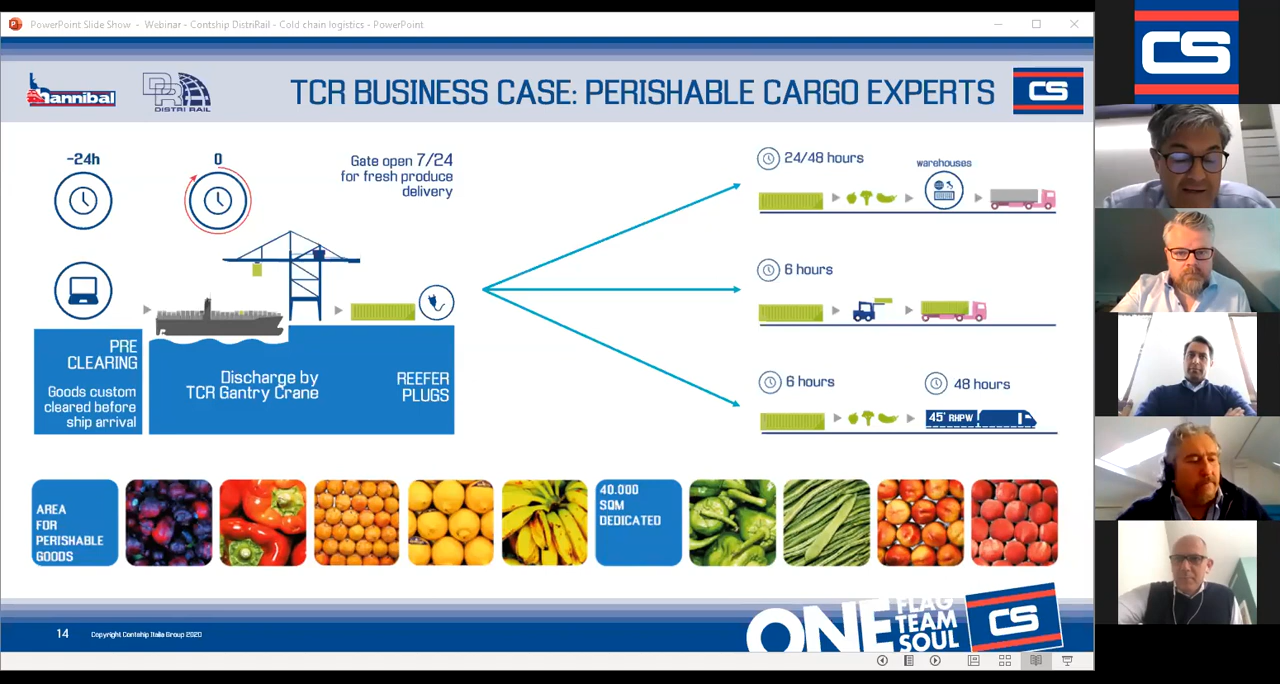 PowerPoint Slide Show - Webinar - Contship DistriRail - Cold chain logistics - PowerPoint
hannibal
DR
DISTRI RAIL
TCR BUSINESS CASE: PERISHABLE CARGO EXPERTS
CS
CS
-24h
0
Gate open 7/24
for fresh produce
delivery
24/48 hours
warehouses
6 hours
PRE
CLEARING
Goods custom
cleared before
ship arrival
Discharge by
TCR Gantry Crane
REEFER
PLUGS
6 hours
48 hours
45' RHPW
AREA
FOR
PERISHABLE
GOODS
40.000
SQM
DEDICATED
14
Copyright Contship Italia Group 2020
ONE
FLAG
TEAM
SOUL
CS